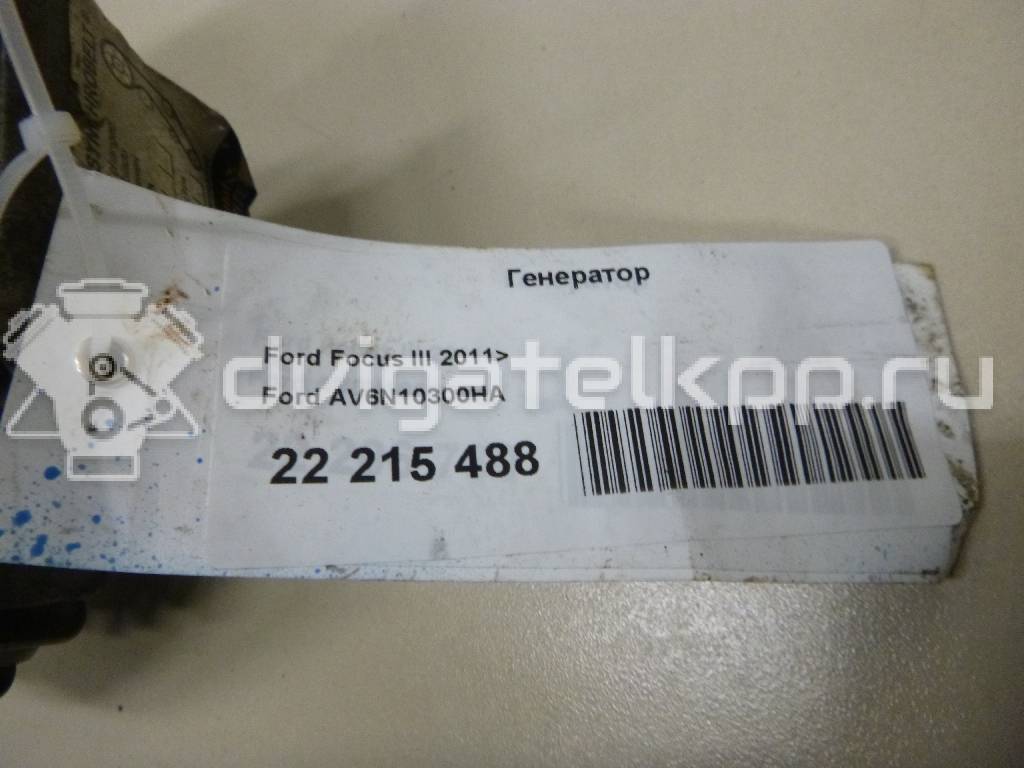 Генератор
Ford Focus III 2011>
Ford AV6N10300HA
22 215 488
dvigatelkpp.ru